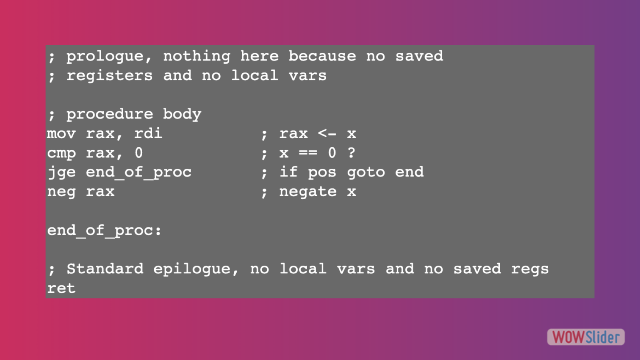 ; prologue, nothing here because no saved
; registers and no local vars
; procedure body
mov rax, rdi ; rax <- x
cmp rax, 0 ; x == 0 ?
jge end_of_proc ; if pos goto end
neg rax ; negate x
end_of_proc:
; Standard epilogue, no local vars and no saved regs
ret
WOWSlider